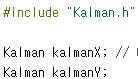 #include "Kalman.h"
Kalman kalmanX; //
Kalman kalmanY;